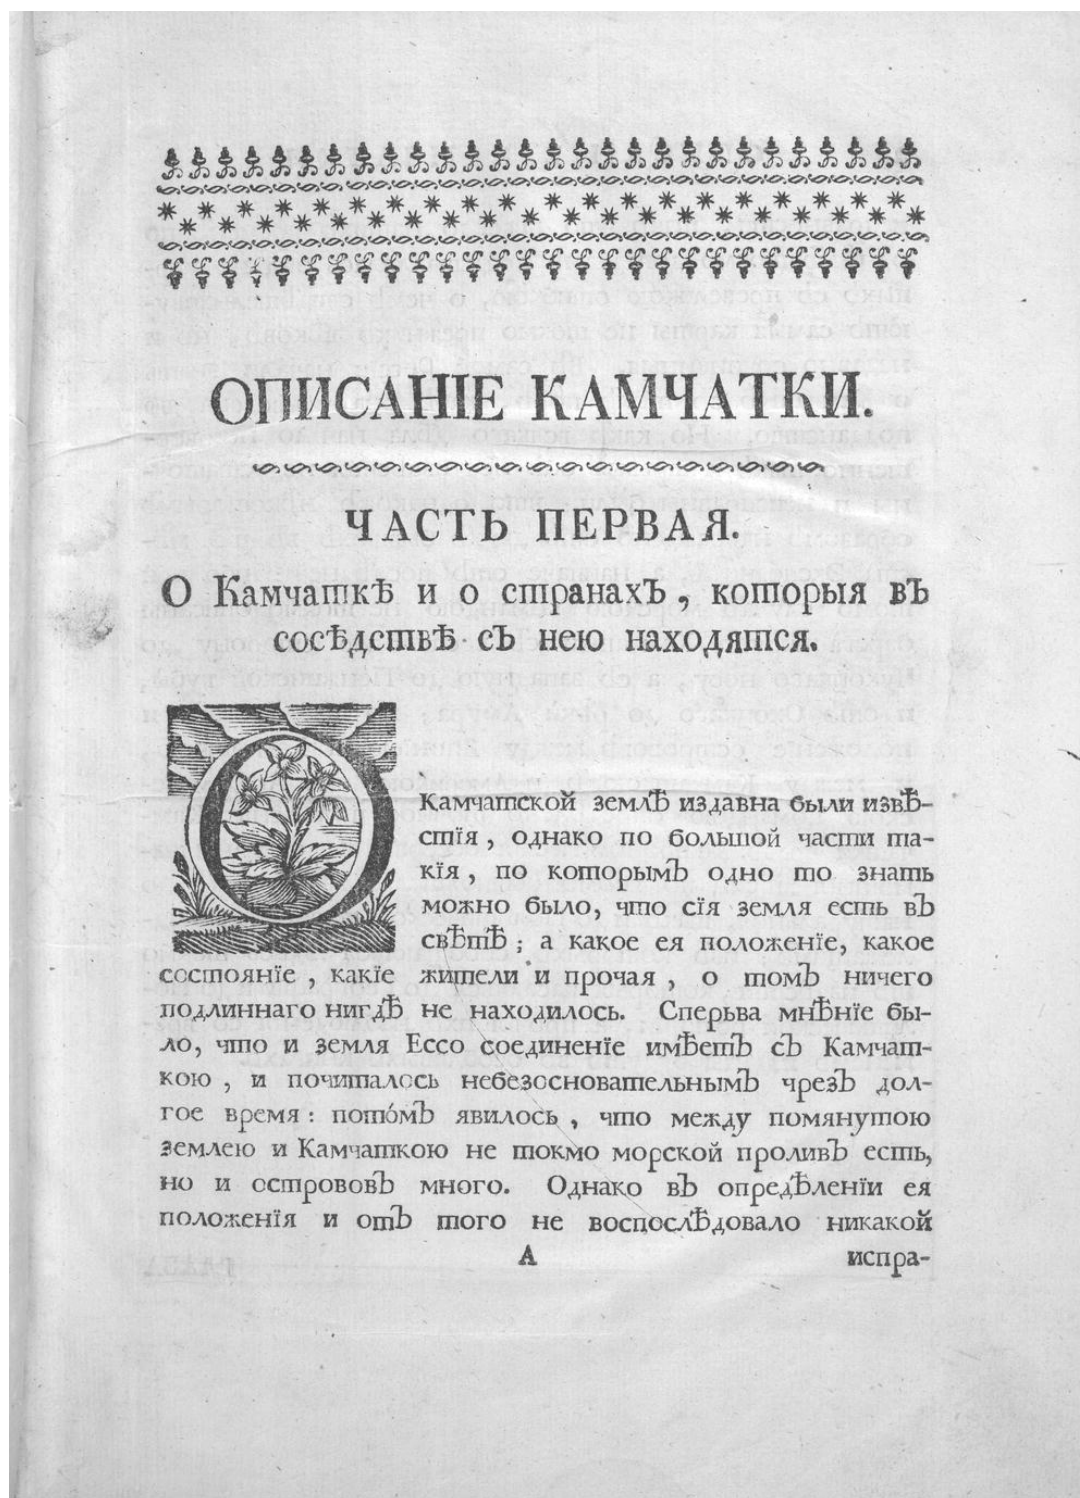 ОПИСАНІЕ КАМЧАТКИ.
ЧАСТЬ ПЕРВАЯ.
О Камчаткѣ и о странахъ, которыя въ
сосѣдствѣ съ нею находятся.
О Камчатской землѣ издавна были извѣ-
стія, однако по большой части та-
кія, по которымъ одно то знать
можно было, что сія земля есть въ
свѣтѣ; а какое ея положеніе, какое
состояніе, какіе жители и прочая, о томъ ничего
подлиннаго нигдѣ не находилось. Сперьва мнѣніе бы-
ло, что и земля Ессо соединеніе имѣетъ съ Камчат-
кою, и почиталось небезосновательнымъ чрезъ дол-
гое время: пото́мъ явилось, что между помянутою
землею и Камчаткою не токмо морской проливъ есть,
но и острововъ много. Однако въ опредѣленіи ея
положенія и отъ того не воспослѣдовало никакой
А испра-